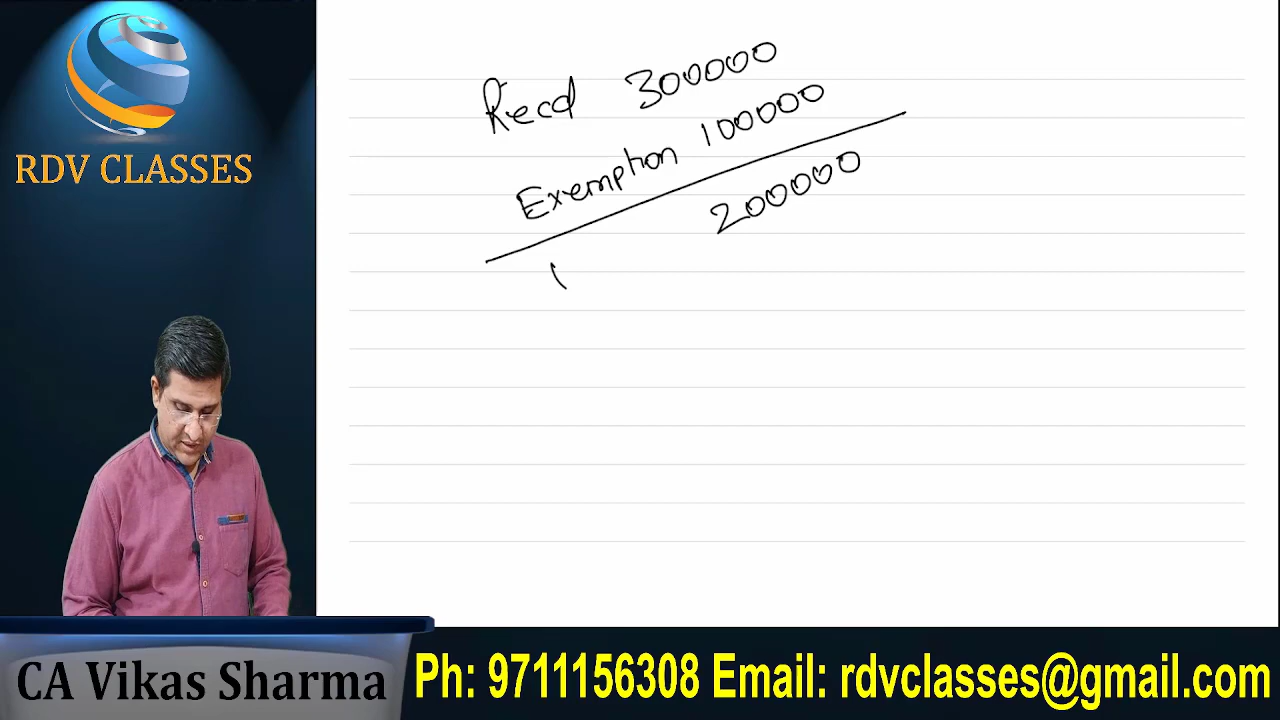 RDV CLASSES
Recd 300000
Exemption 100000
200000
CA Vikas Sharma
Ph: 9711156308 Email: rdvclasses@gmail.com